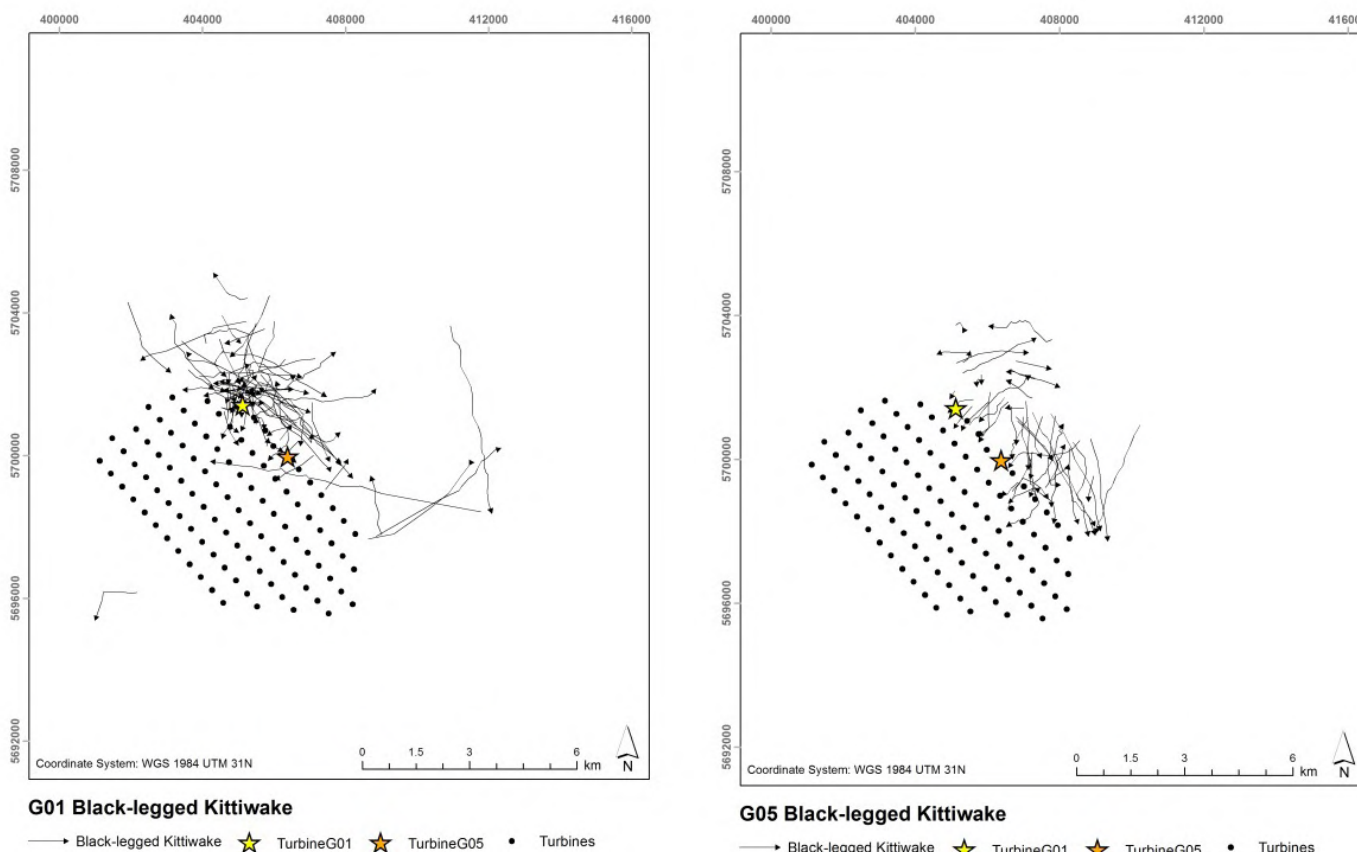 400000 404000 408000 412000 416000
5708000
5704000
5700000
5696000
5692000
0 1.5 3 6
km
N
Coordinate System: WGS 1984 UTM 31N
G01 Black-legged Kittiwake
Black-legged Kittiwake TurbineG01 TurbineG05 Turbines
400000 404000 408000 412000
5708000
5704000
5700000
5696000
5692000
0 1.5 3 6
km
N
Coordinate System: WGS 1984 UTM 31N
G05 Black-legged Kittiwake
Black-legged Kittiwake TurbineG01 TurbineG05 Turbines